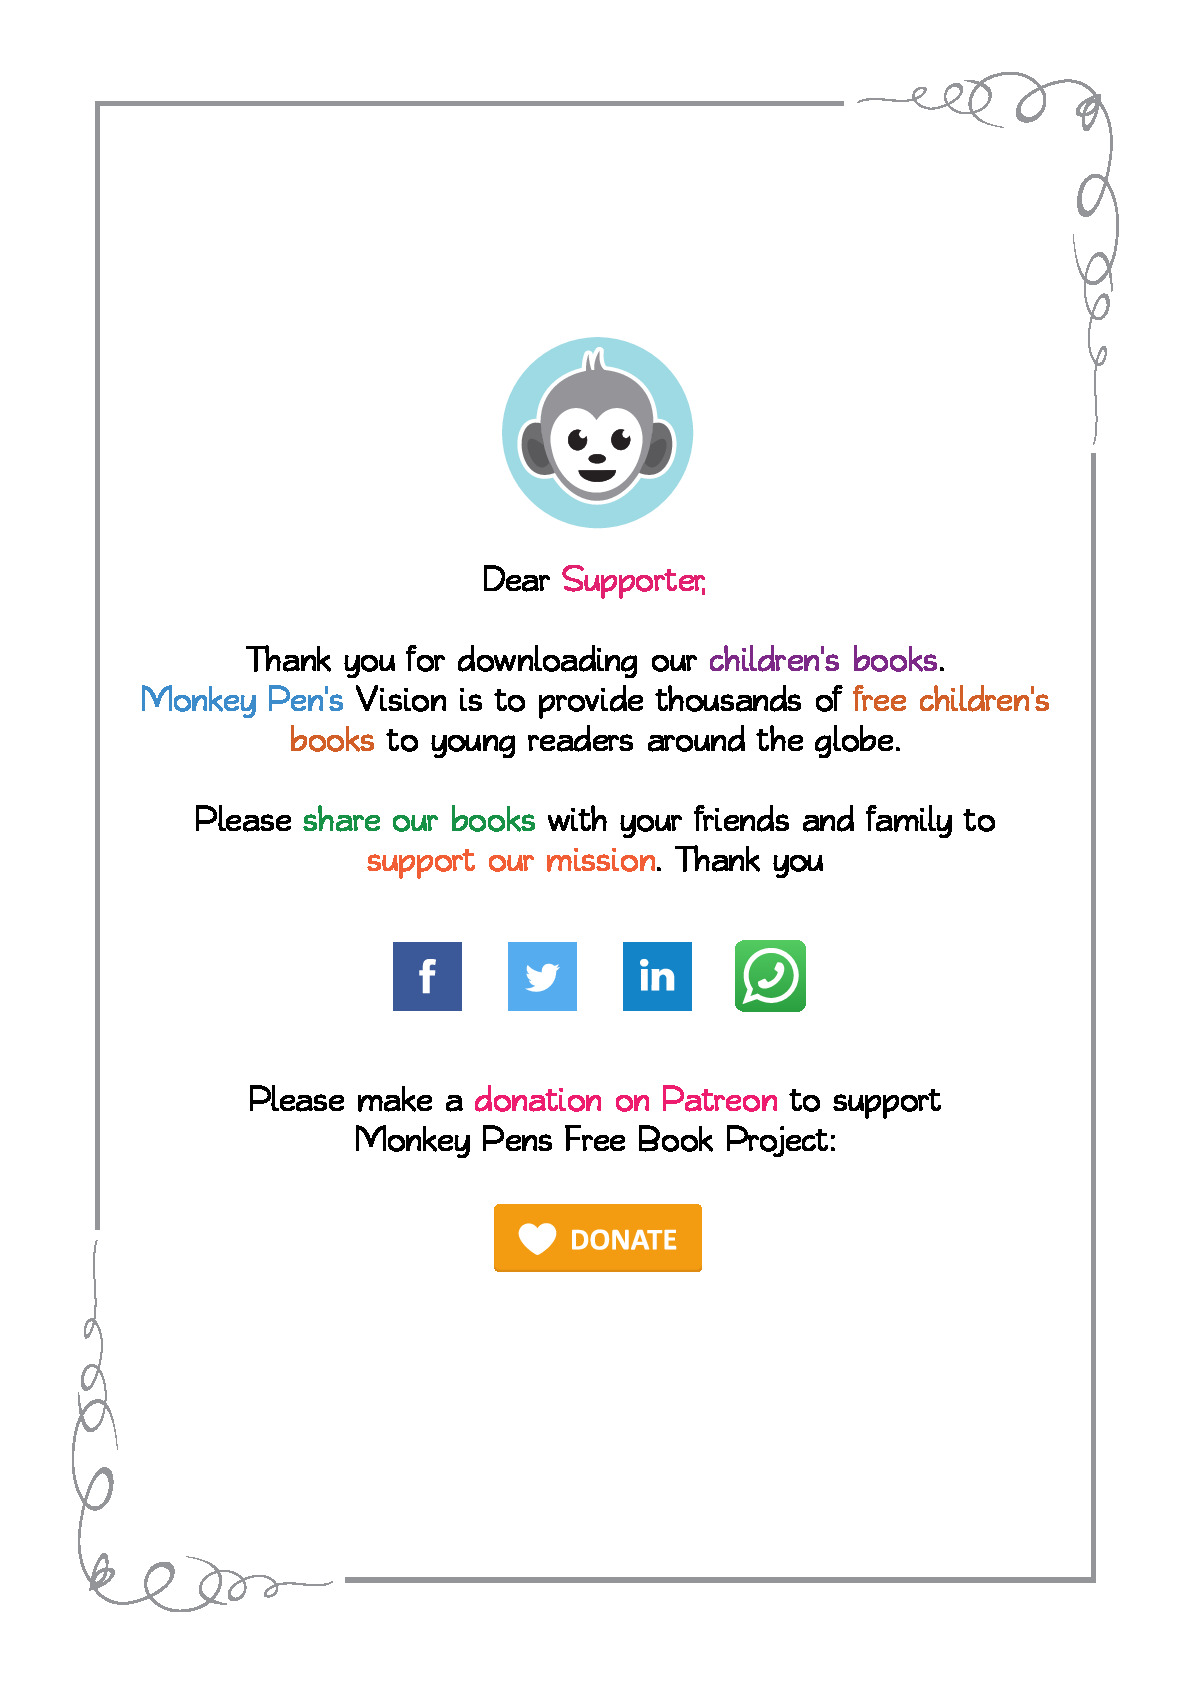 Dear Supporter,
Thank you for downloading our children's books.
Monkey Pen's Vision is to provide thousands of free children's
books to young readers around the globe.
Please share our books with your friends and family to
support our mission. Thank you
f
in
Please make a donation on Patreon to support
Monkey Pens Free Book Project:
DONATE